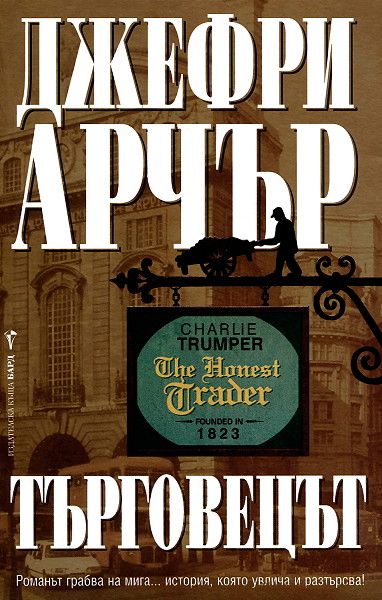 ДЖЕФРИ
АРЧЪР
CHARLIE
TRUMPER
The Honest
Trader
FOUNDED IN
1823
ИЗДАТЕЛСКА КЪЩА БАРД
ТЪРГОВЕЦЪТ
Романът грабва на мига... история, която увлича и разтърсва!